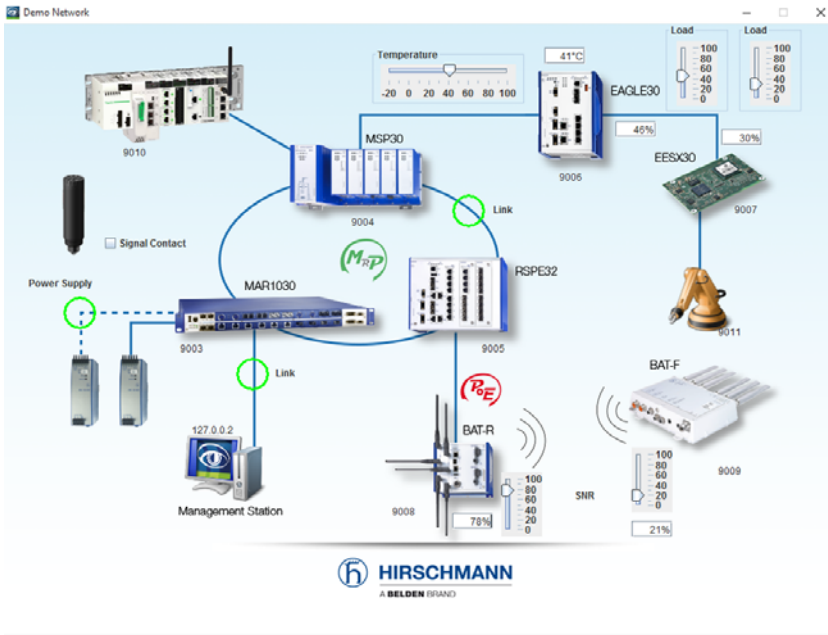 Demo Network
Load
Load
Temperature
-20 0 20 40 60 80 100
41°C
100
80
60
40
20
0
100
80
60
40
20
0
EAGLE30
46%
30%
9010
MSP30
9006
EESX30
9007
9004
Link
Signal Contact
MRP
RSPE32
Power Supply
MAR1030
9003
9005
9011
Link
PoE
BAT-F
127.0.0.2
BAT-R
9009
100
80
60
40
20
0
SNR
100
80
60
40
20
0
Management Station
9008
78%
21%
HIRSCHMANN
A BELDEN BRAND